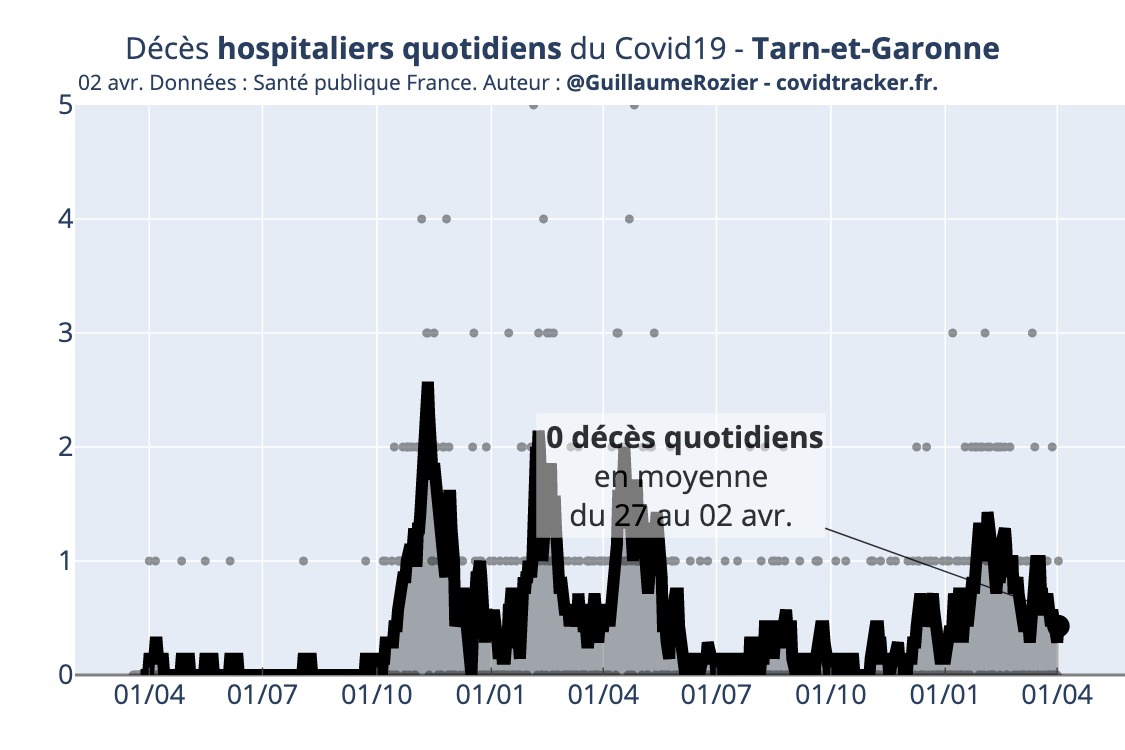 Décès hospitaliers quotidiens du Covid19 - Tarn-et-Garonne
02 avr. Données : Santé publique France. Auteur : @GuillaumeRozier - covidtracker.fr.
5
4
3
2
1
0
0 décès quotidiens
en moyenne
du 27 au 02 avr.
01/04 01/07 01/10 01/01 01/04 01/07 01/10 01/01 01/04